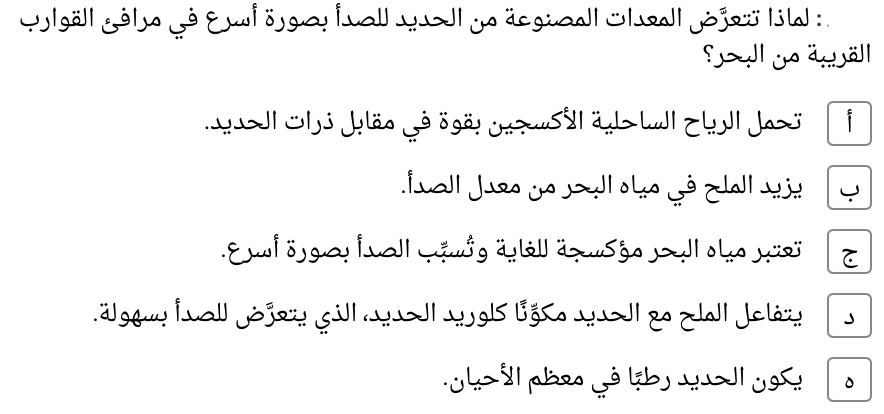 : لماذا تتعرَّض المعدات المصنوعة من الحديد للصدأ بصورة أسرع في مرافئ القوارب
القريبة من البحر؟
أ تحمل الرياح الساحلية الأكسجين بقوة في مقابل ذرات الحديد.
ب يزيد الملح في مياه البحر من معدل الصدأ.
ج تعتبر مياه البحر مؤكسجة للغاية وتُسبِّب الصدأ بصورة أسرع.
د يتفاعل الملح مع الحديد مكوِّنًا كلوريد الحديد، الذي يتعرَّض للصدأ بسهولة.
ه يكون الحديد رطبًا في معظم الأحيان.